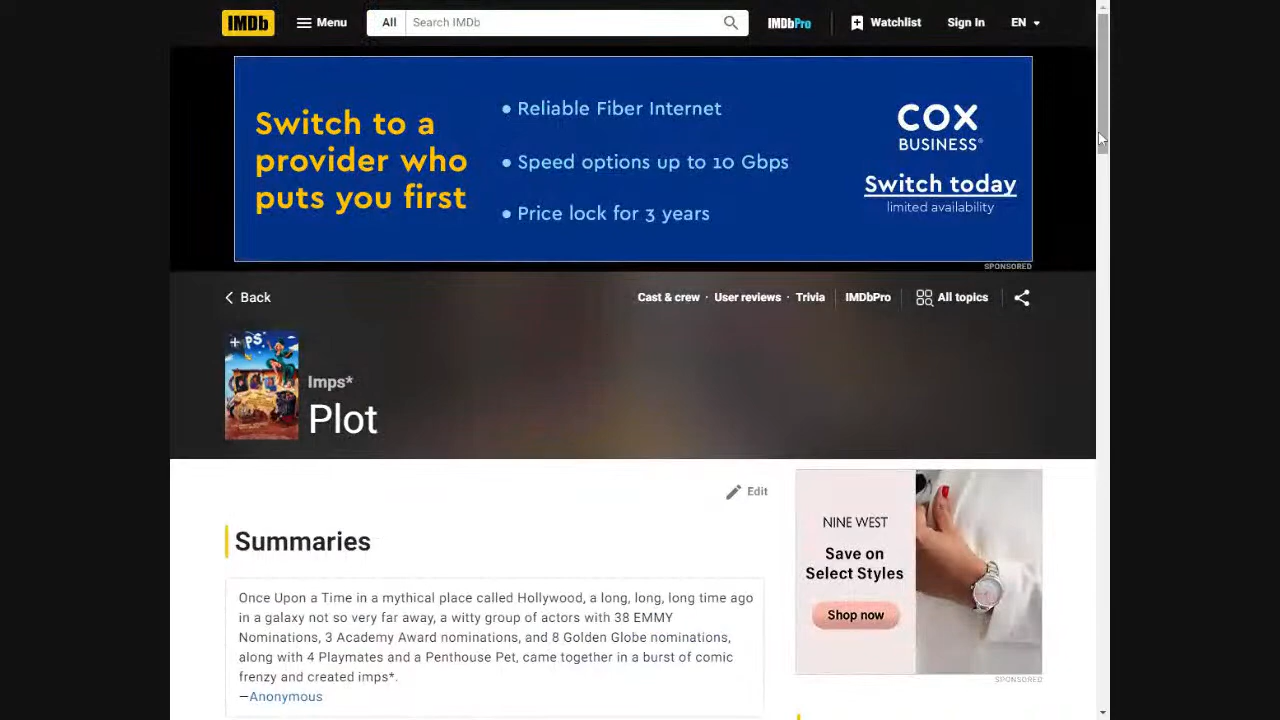 IMDb
Menu
All
Search IMDb
IMDbPro
Watchlist
Sign In
EN
Switch to a
provider who
puts you first
• Reliable Fiber Internet
• Speed options up to 10 Gbps
• Price lock for 3 years
COX
BUSINESS®
Switch today
limited availability
SPONSORED
Back
Cast & crew · User reviews · Trivia
IMDbPro
All topics
Imps*
Plot
Edit
Summaries
Once Upon a Time in a mythical place called Hollywood, a long, long, long time ago
in a galaxy not so very far away, a witty group of actors with 38 EMMY
Nominations, 3 Academy Award nominations, and 8 Golden Globe nominations,
along with 4 Playmates and a Penthouse Pet, came together in a burst of comic
frenzy and created imps*.
—Anonymous
NINE WEST
Save on
Select Styles
Shop now
SPONSORED